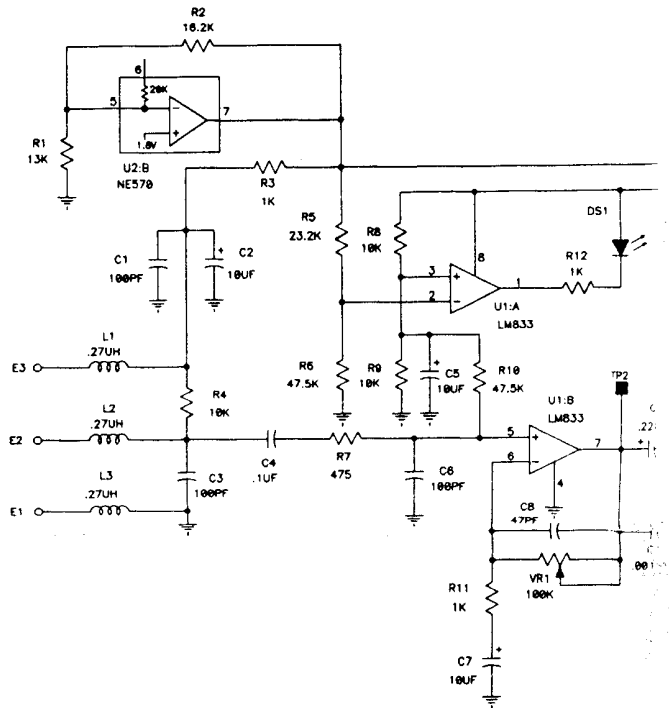 R2
16.2K
6
20K
5
7
1.8V
R1
13K
U2:B
NE570
R3
1K
R5
23.2K
R8
10K
DS1
C1
100PF
C2
10UF
8
3
2
1
R12
1K
U1:A
LM833
L1
.27UH
E3
R6
47.5K
R9
10K
C5
10UF
R10
47.5K
TP2
R4
10K
L2
.27UH
E2
U1:B
LM833
5
6
7
4
C4
.1UF
R7
475
C6
100PF
L3
.27UH
C3
100PF
E1
C8
47PF
VR1
100K
R11
1K
C7
10UF